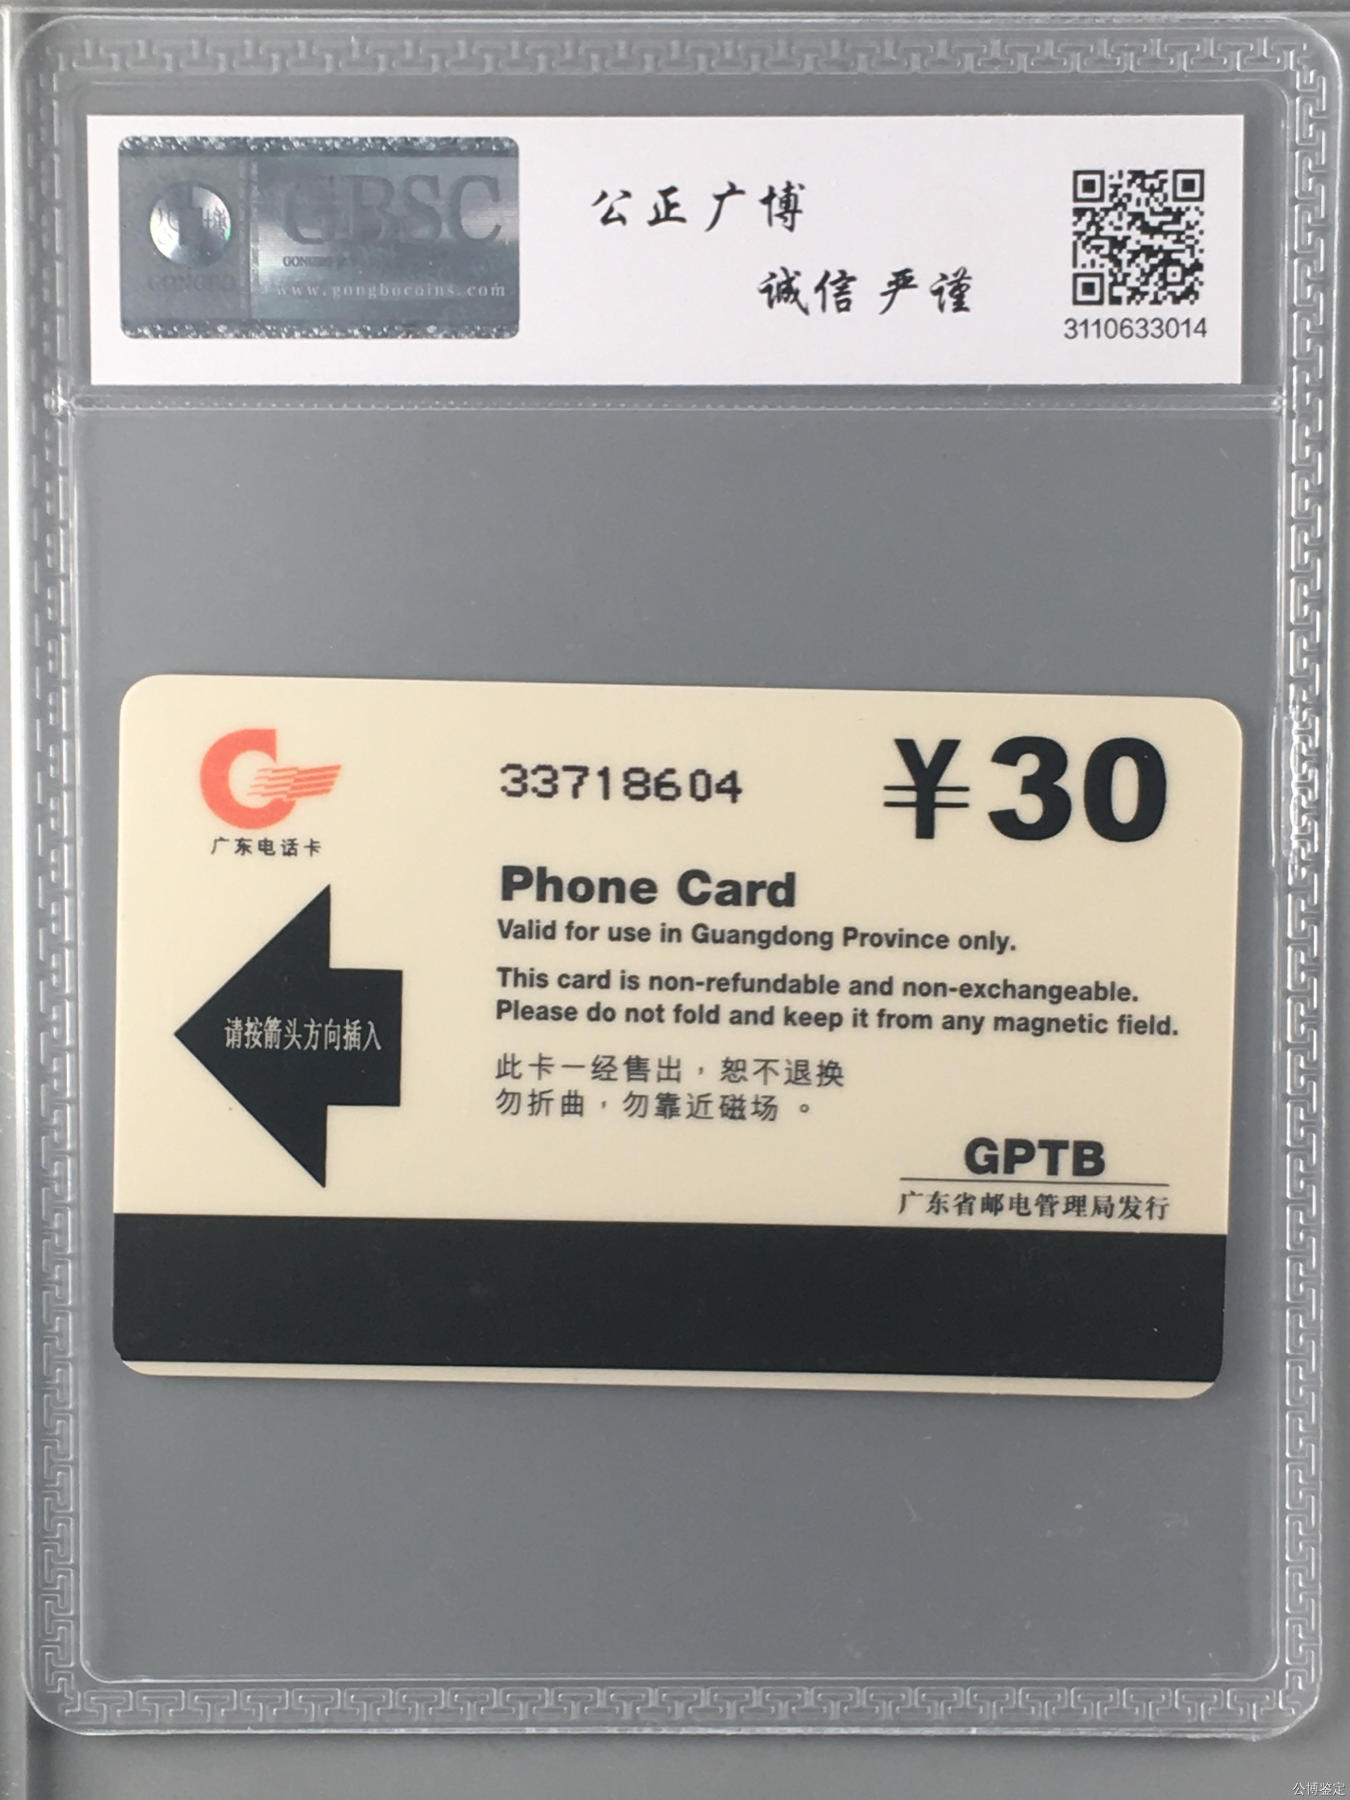 GBSC
公正广博
诚信严谨
GONGBO
www.gongbocoins.com
3110633014
33718604
¥30
广东电话卡
Phone Card
Valid for use in Guangdong Province only.
This card is non-refundable and non-exchangeable.
Please do not fold and keep it from any magnetic field.
请按箭头方向插入
此卡一经售出，恕不退换
勿折曲，勿靠近磁场。
GPTB
广东省邮电管理局发行
公博鉴定